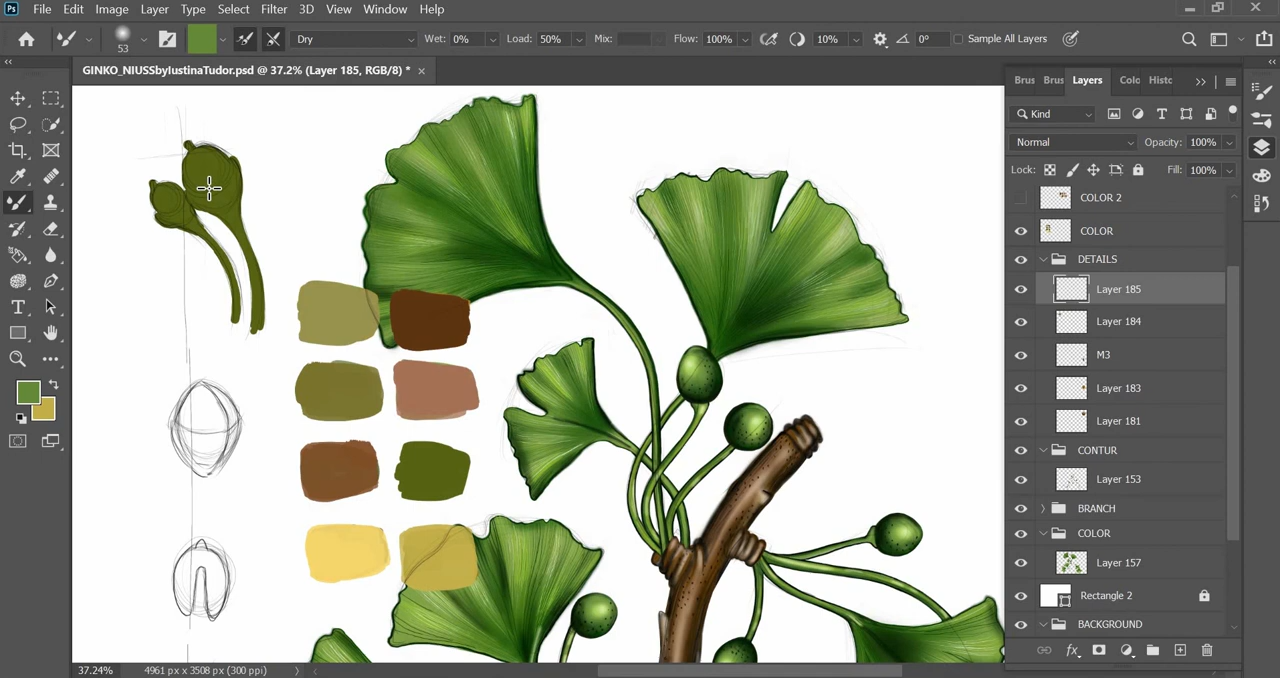 Ps File Edit Image Layer Type Select Filter 3D View Window Help
53 Dry Wet: 0% Load: 50% Mix: Flow: 100% 10% 0° Sample All Layers
GINKO_NIUSSbyIustinaTudor.psd @ 37.2% (Layer 185, RGB/8) *
Brus Brus Layers Colc Histc
Kind
Normal Opacity: 100%
Lock: Fill: 100%
COLOR 2
COLOR
DETAILS
Layer 185
Layer 184
M3
Layer 183
Layer 181
CONTUR
Layer 153
BRANCH
COLOR
Layer 157
Rectangle 2
BACKGROUND
37.24% 4961 px x 3508 px (300 ppi)